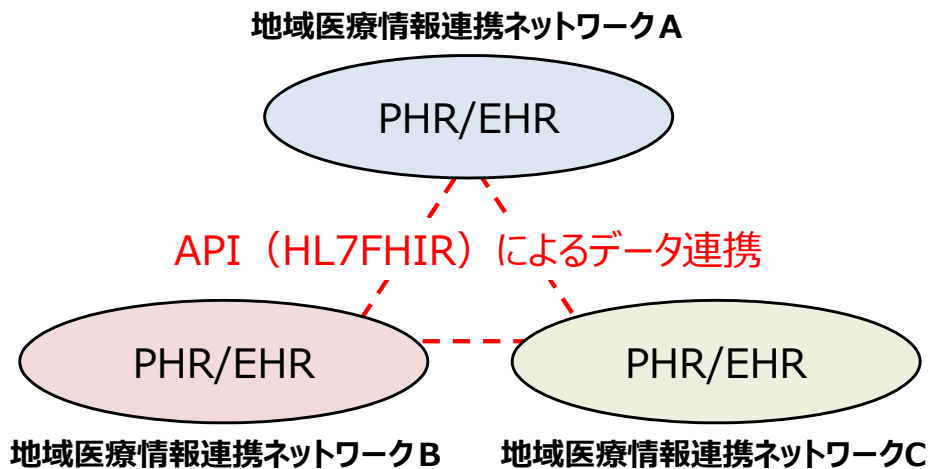 地域医療情報連携ネットワークA
PHR/EHR
API（HL7FHIR）によるデータ連携
PHR/EHR
PHR/EHR
地域医療情報連携ネットワークB
地域医療情報連携ネットワークC